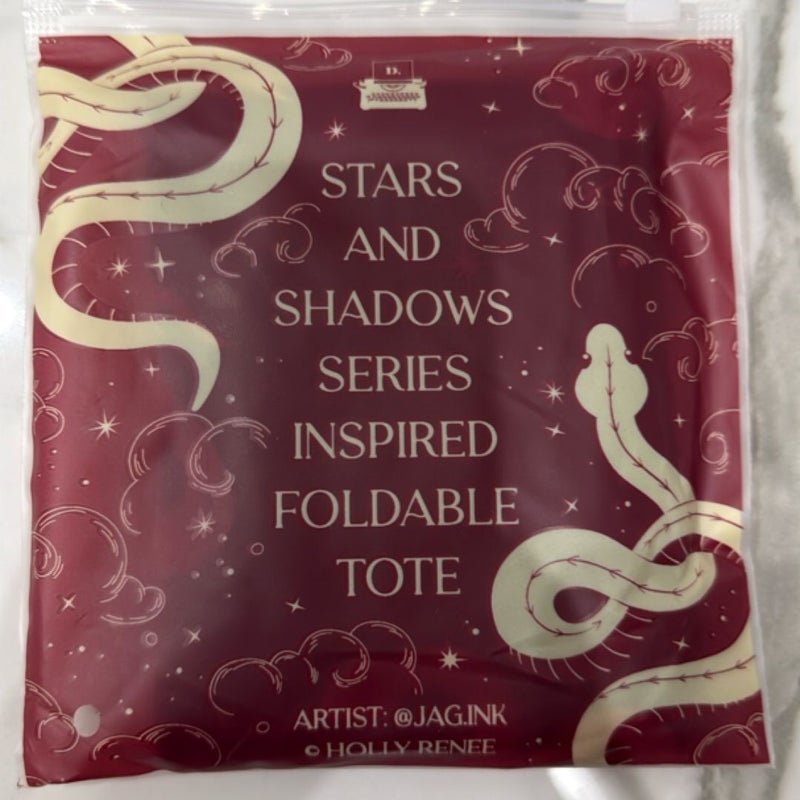 D.
STARS
AND
SHADOWS
SERIES
INSPIRED
FOLDABLE
TOTE
ARTIST: @JAG.INK
© HOLLY RENEE